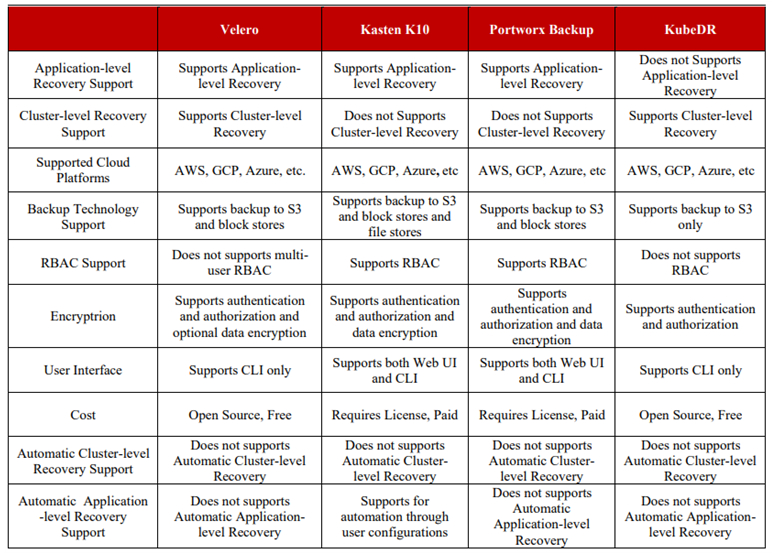 Velero
Kasten K10
Portworx Backup
KubeDR
Application-level
Recovery Support
Supports Application-
level Recovery
Supports Application-
level Recovery
Supports Application-
level Recovery
Does not Supports
Application-level
Recovery
Cluster-level Recovery
Support
Supports Cluster-level
Recovery
Does not Supports
Cluster-level Recovery
Does not Supports
Cluster-level Recovery
Supports Cluster-level
Recovery
Supported Cloud
Platforms
AWS, GCP, Azure, etc.
AWS, GCP, Azure, etc
AWS, GCP, Azure, etc
AWS, GCP, Azure, etc
Backup Technology
Support
Supports backup to S3
and block stores
Supports backup to S3
and block stores and
file stores
Supports backup to S3
and block stores
Supports backup to S3
only
RBAC Support
Does not supports multi-
user RBAC
Supports RBAC
Supports RBAC
Does not supports
RBAC
Encryptrion
Supports authentication
and authorization and
optional data encryption
Supports authentication
and authorization and
data encryption
Supports
authentication and
authorization and data
encryption
Supports authentication
and authorization
User Interface
Supports CLI only
Supports both Web UI
and CLI
Supports both Web UI
and CLI
Supports CLI only
Cost
Open Source, Free
Requires License, Paid
Requires License, Paid
Open Source, Free
Automatic Cluster-level
Recovery Support
Does not supports
Automatic Cluster-level
Recovery
Does not supports
Automatic Cluster-
level Recovery
Does not supports
Automatic Cluster-
level Recovery
Does not supports
Automatic Cluster-level
Recovery
Automatic Application
-level Recovery
Support
Does not supports
Automatic Application-
level Recovery
Supports for
automation through
user configurations
Does not supports
Automatic
Application-level
Recovery
Does not supports
Automatic Application-
level Recovery